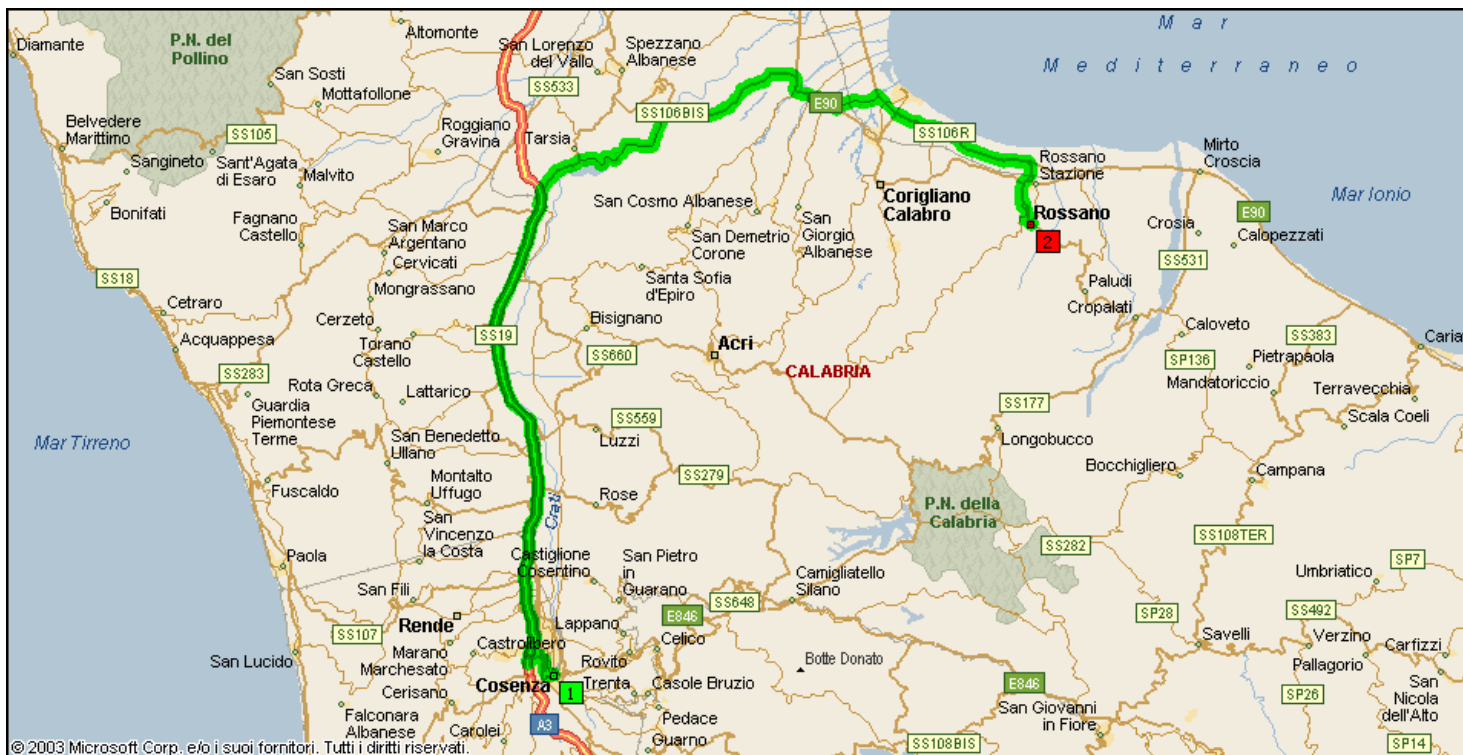 Mar
Mediterraneo
P.N. del
Pollino
Altomonte
San Lorenzo
del Vallo
Spezzano
Albanese
Diamante
San Sosti
SS533
Mottafollone
SS106BIS
E90
Belvedere
Marittimo
SS105
Roggiano
Gravina
Tarsia
SS106R
Sangineto
Sant'Agata
di Esaro
Malvito
Rossano
Stazione
Mirto
Croscia
Bonifati
Fagnano
Castello
San Marco
Argentano
San Cosmo Albanese
San
Giorgio
Albanese
Corigliano
Calabro
Rossano
2
Crosia
E90
Mar Ionio
Calopezzati
San Demetrio
Corone
Cervicati
SS18
Santa Sofia
d'Epiro
SS531
Mongrassano
Paludi
Cropalati
Cetraro
Cerzeto
SS19
Bisignano
Acquappesa
Torano
Castello
SS660
Acri
Caloveto
SS383
Caria
CALABRIA
SP136
Pietrapaola
SS283
Rota Greca
Lattarico
Mandatoriccio
Terravecchia
Guardia
Piemontese
Terme
SS559
SS177
Scala Coeli
Mar Tirreno
San Benedetto
Ullano
Luzzi
Longobucco
SS279
Bocchigliero
Campana
Fuscaldo
Montalto
Uffugo
Crati
Rose
P.N. della
Calabria
San
Vincenzo
la Costa
SS108TER
SS282
Paola
Castiglione
Cosentino
San Pietro
in
Guarano
Camigliatello
Silano
SP7
Umbriatico
San Fili
SS648
SP28
SS492
Rende
E846
SS107
Lappano
Celico
Savelli
Verzino
Carfizzi
San Lucido
Marano
Marchesato
Castrolibero
Rovito
Botte Donato
Pallagorio
Cosenza
1
Trenta
Casole Bruzio
E846
San
Nicola
dell'Alto
Cerisano
SP26
Falconara
Albanese
Carolei
A3
Pedace
San Giovanni
in Fiore
Guarno
SS108BIS
SP14
© 2003 Microsoft Corp. e/o i suoi fornitori. Tutti i diritti riservati.